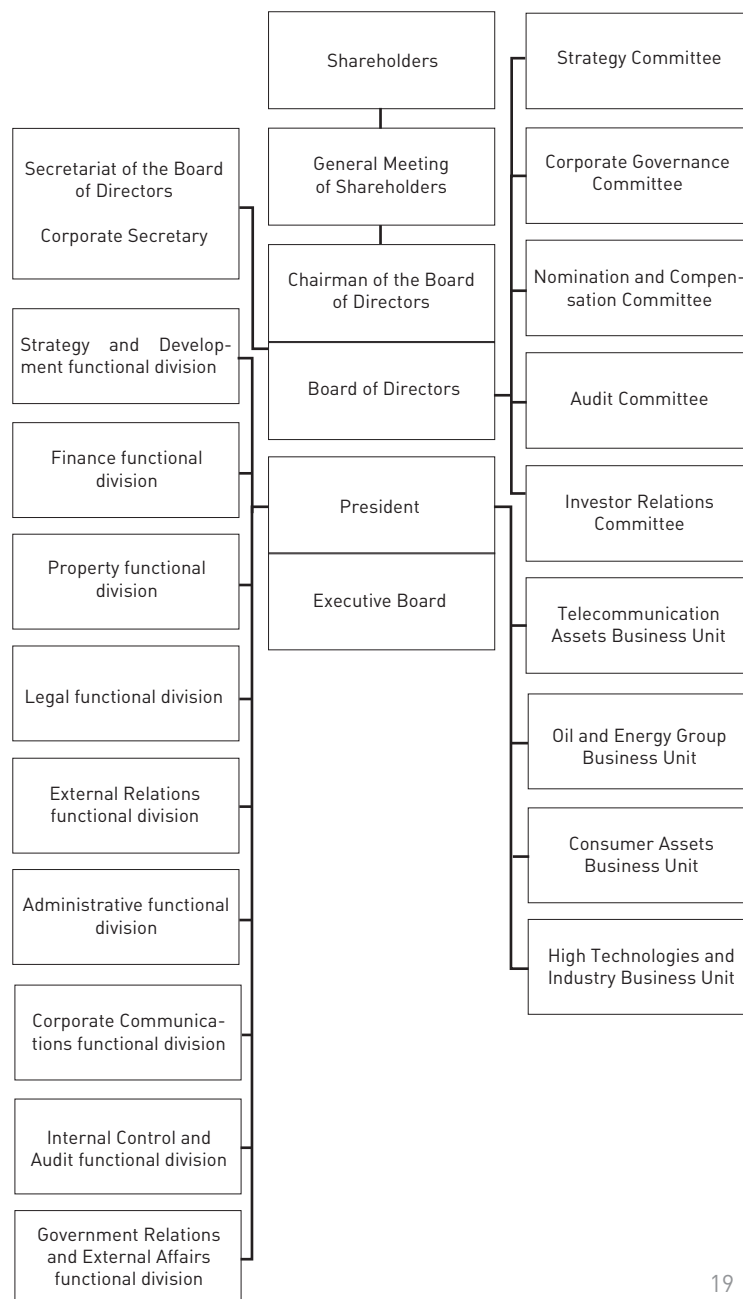 Shareholders
Strategy Committee
Secretariat of the Board
of Directors
Corporate Secretary
General Meeting
of Shareholders
Corporate Governance
Committee
Chairman of the Board
of Directors
Nomination and Compen-
sation Committee
Strategy and Develop-
ment functional division
Board of Directors
Audit Committee
Finance functional
division
President
Investor Relations
Committee
Property functional
division
Executive Board
Telecommunication
Assets Business Unit
Legal functional division
Oil and Energy Group
Business Unit
External Relations
functional division
Consumer Assets
Business Unit
Administrative functional
division
High Technologies and
Industry Business Unit
Corporate Communica-
tions functional division
Internal Control and
Audit functional division
Government Relations
and External Affairs
functional division
19